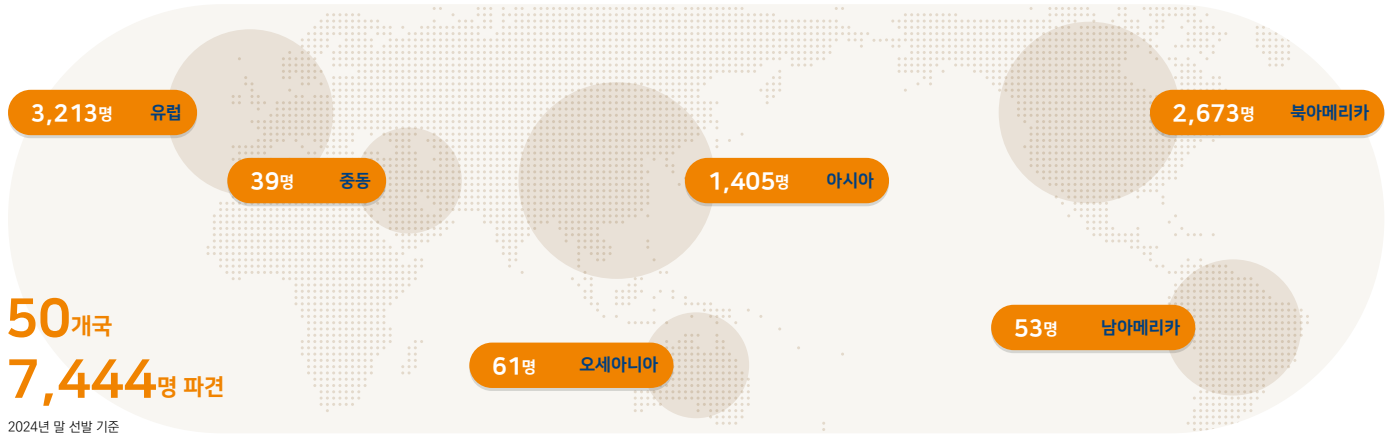 3,213명 유럽
2,673명 북아메리카
39명 중동
1,405명 아시아
50개국
53명 남아메리카
7,444명 파견
61명 오세아니아
2024년 말 선발 기준